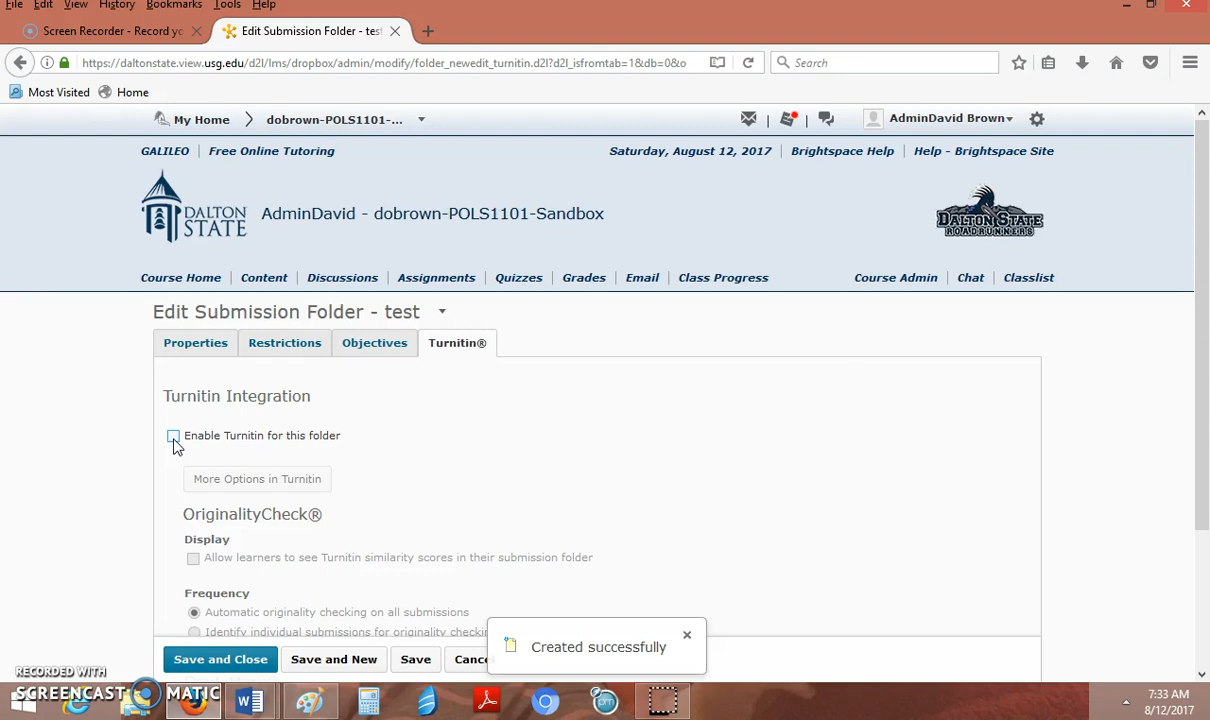 File Edit View History Bookmarks Tools Help
Screen Recorder - Record yo
Edit Submission Folder - test
https://daltonstate.view.usg.edu/d2l/lms/dropbox/admin/modify/folder_newedit_turnitin.d2l?d2l_isfromtab=1&db=0&o
Search
Most Visited Home
My Home dobrown-POLS1101-... AdminDavid Brown
GALILEO Free Online Tutoring Saturday, August 12, 2017 Brightspace Help Help - Brightspace Site
DALTON STATE
AdminDavid - dobrown-POLS1101-Sandbox
DALTON STATE ROADRUNNERS
Course Home Content Discussions Assignments Quizzes Grades Email Class Progress Course Admin Chat Classlist
Edit Submission Folder - test
Properties Restrictions Objectives Turnitin®
Turnitin Integration
Enable Turnitin for this folder
More Options in Turnitin
OriginalityCheck®
Display
Allow learners to see Turnitin similarity scores in their submission folder
Frequency
Automatic originality checking on all submissions
Identify individual submissions for originality checkin
Created successfully
Save and Close Save and New Save Cance
RECORDED WITH
SCREENCAST MATIC
7:33 AM
8/12/2017